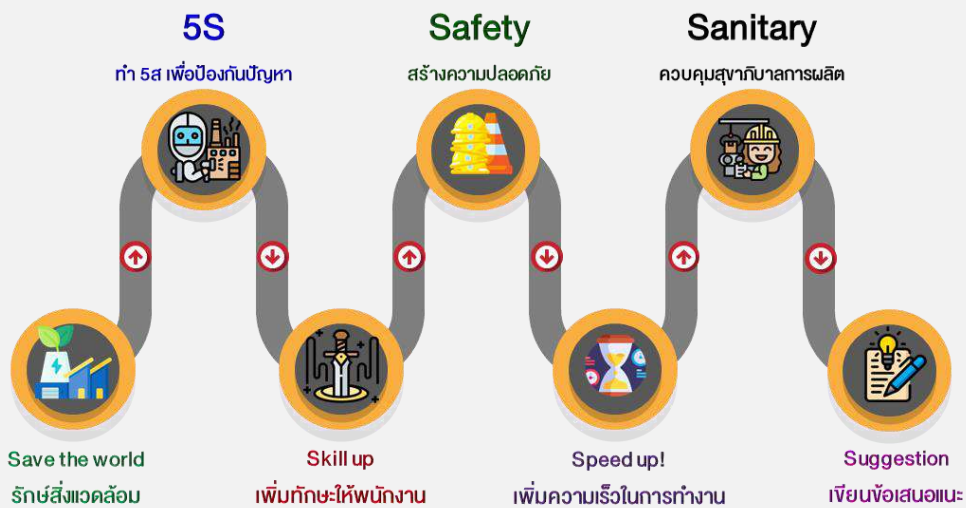 5S
ทำ 5ส เพื่อป้องกันปัญหา
Safety
สร้างความปลอดภัย
Sanitary
ควบคุมสุขาภิบาลการผลิต
Save the world
รักษ์สิ่งแวดล้อม
Skill up
เพิ่มทักษะให้พนักงาน
Speed up!
เพิ่มความเร็วในการทำงาน
Suggestion
เขียนข้อเสนอแนะ